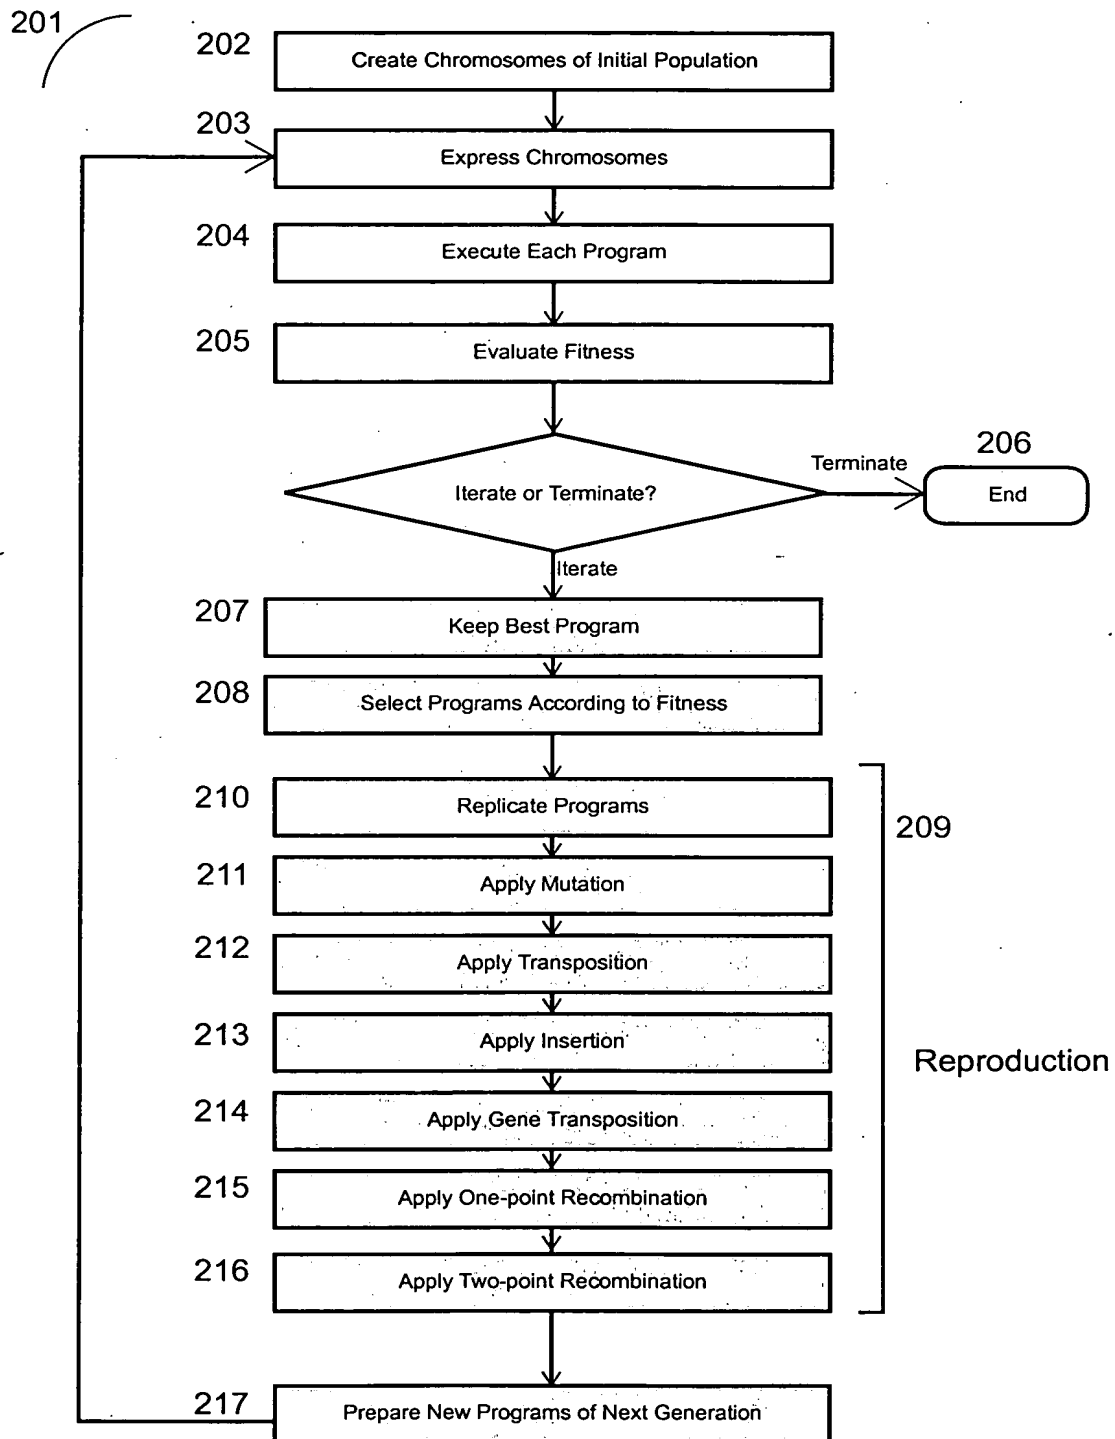 201
202
Create Chromosomes of Initial Population
203
Express Chromosomes
204
Execute Each Program
205
Evaluate Fitness
206
Terminate
Iterate or Terminate?
End
Iterate
207
Keep Best Program
208
Select Programs According to Fitness
210
Replicate Programs
209
211
Apply Mutation
212
Apply Transposition
213
Apply Insertion
Reproduction
214
Apply Gene Transposition
215
Apply One-point Recombination
216
Apply Two-point Recombination
217
Prepare New Programs of Next Generation